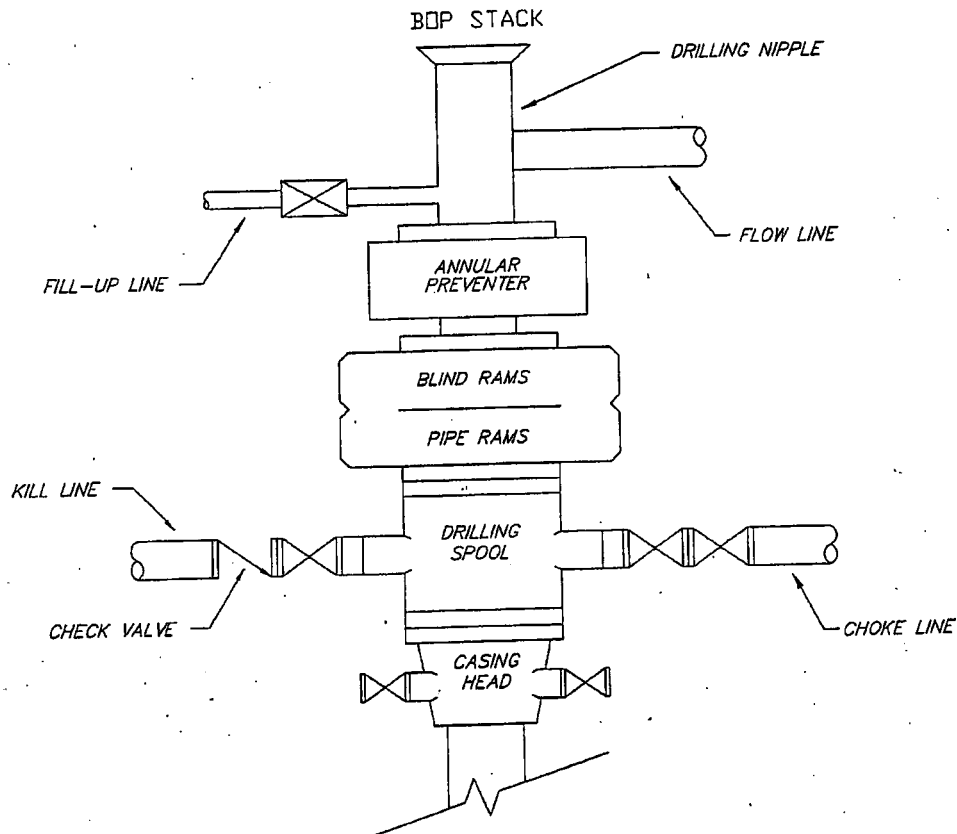 BOP STACK
DRILLING NIPPLE
FLOW LINE
FILL-UP LINE
ANNULAR
PREVENTER
BLIND RAMS
PIPE RAMS
KILL LINE
DRILLING
SPOOL
CHECK VALVE
CHOKE LINE
CASING
HEAD